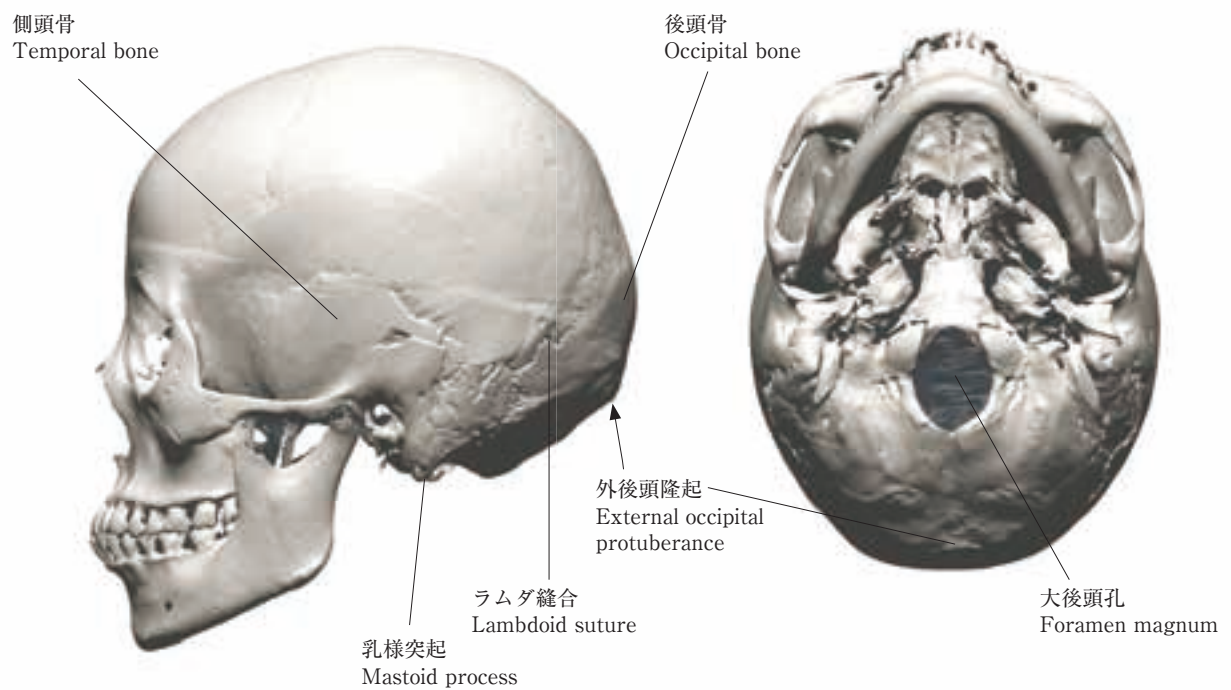 側頭骨
Temporal bone
後頭骨
Occipital bone
外後頭隆起
External occipital
protuberance
ラムダ縫合
Lambdoid suture
大後頭孔
Foramen magnum
乳様突起
Mastoid process